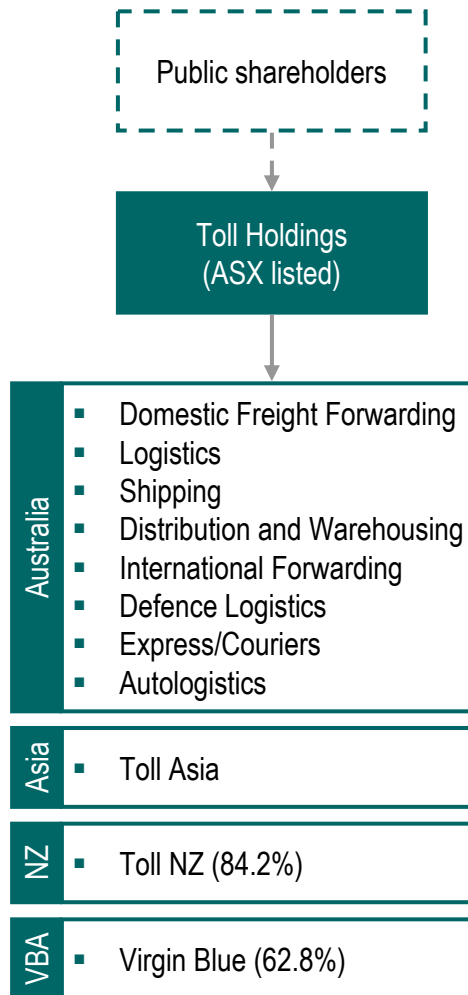 Public shareholders
Toll Holdings
(ASX listed)
Australia
▪ Domestic Freight Forwarding
▪ Logistics
▪ Shipping
▪ Distribution and Warehousing
▪ International Forwarding
▪ Defence Logistics
▪ Express/Couriers
▪ Autologistics
Asia
▪ Toll Asia
NZ
▪ Toll NZ (84.2%)
VBA
▪ Virgin Blue (62.8%)